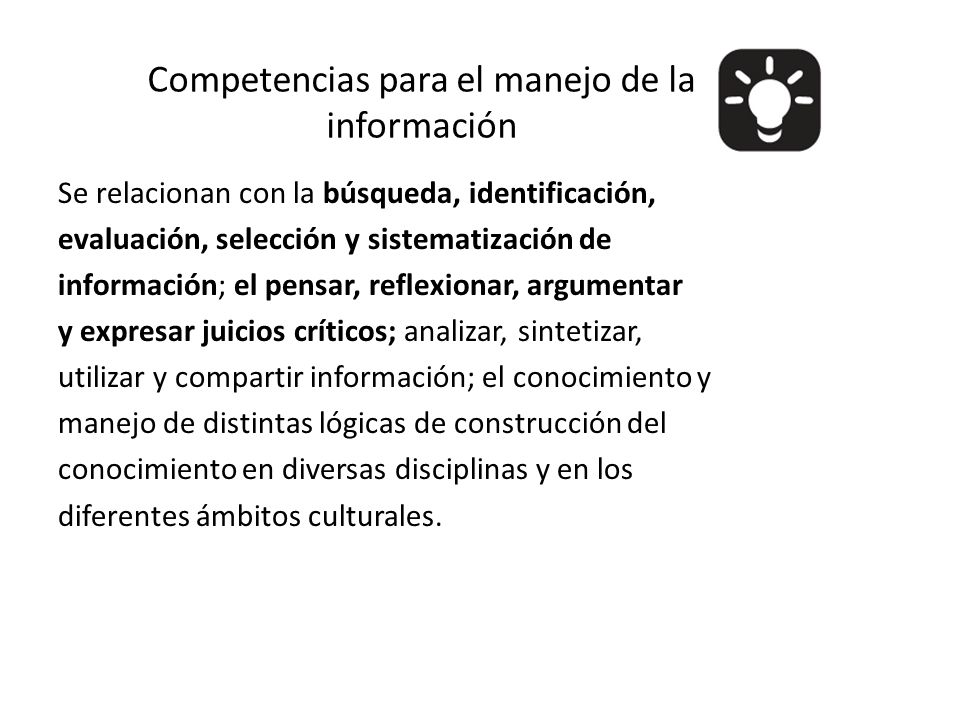 Competencias para el manejo de la
información
Se relacionan con la búsqueda, identificación,
evaluación, selección y sistematización de
información; el pensar, reflexionar, argumentar
y expresar juicios críticos; analizar, sintetizar,
utilizar y compartir información; el conocimiento y
manejo de distintas lógicas de construcción del
conocimiento en diversas disciplinas y en los
diferentes ámbitos culturales.